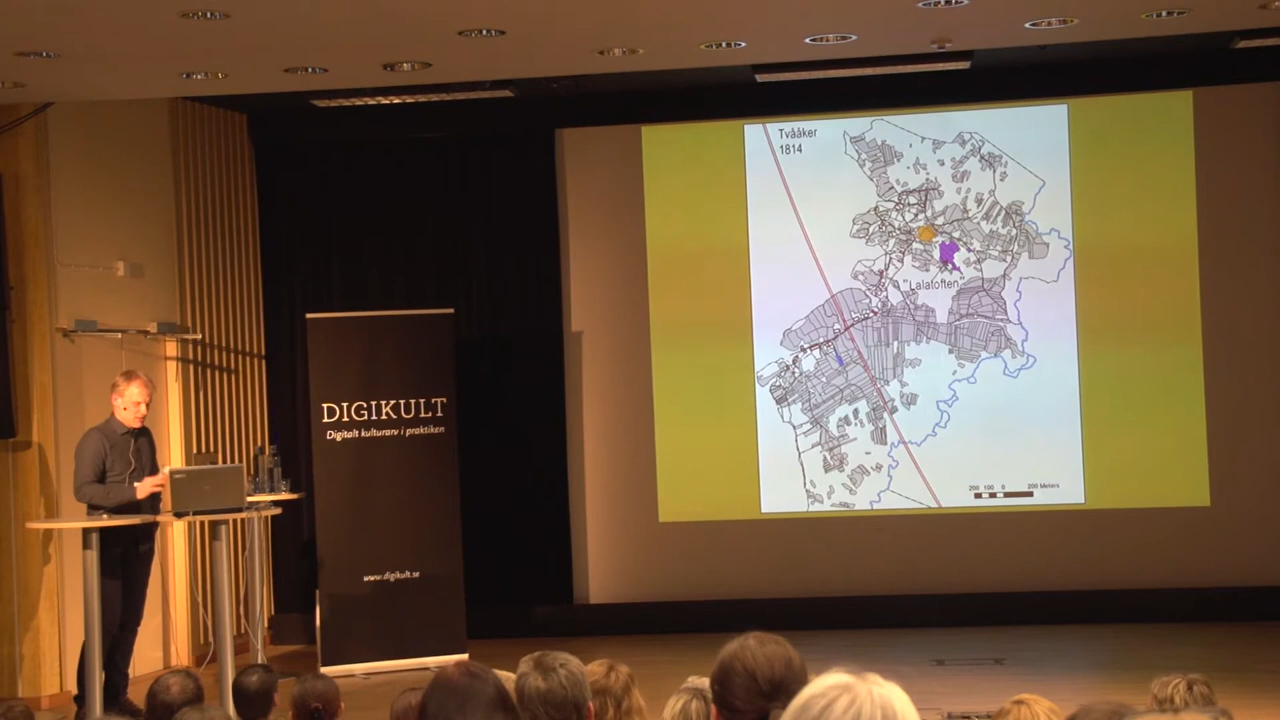 Tvååker
1814
"Lalatoften"
200 100 0 200 Meters
DIGIKULT
Digitalt kulturarv i praktiken
www.digikult.se